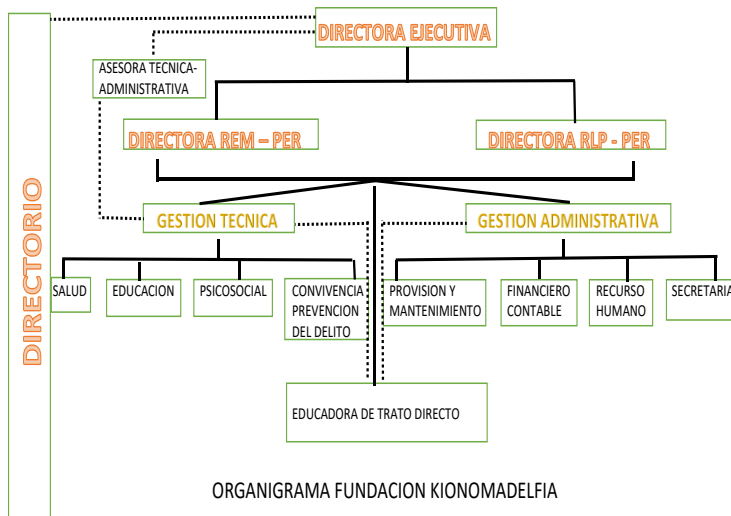 DIRECTORIO
DIRECTORA EJECUTIVA
ASESORA TECNICA-
ADMINISTRATIVA
DIRECTORA REM – PER
DIRECTORA RLP - PER
GESTION TECNICA
GESTION ADMINISTRATIVA
SALUD
EDUCACION
PSICOSOCIAL
CONVIVENCIA
PREVENCION
DEL DELITO
PROVISION Y
MANTENIMIENTO
FINANCIERO
CONTABLE
RECURSO
HUMANO
SECRETARIA
EDUCADORA DE TRATO DIRECTO
ORGANIGRAMA FUNDACION KIONOMADELFIA